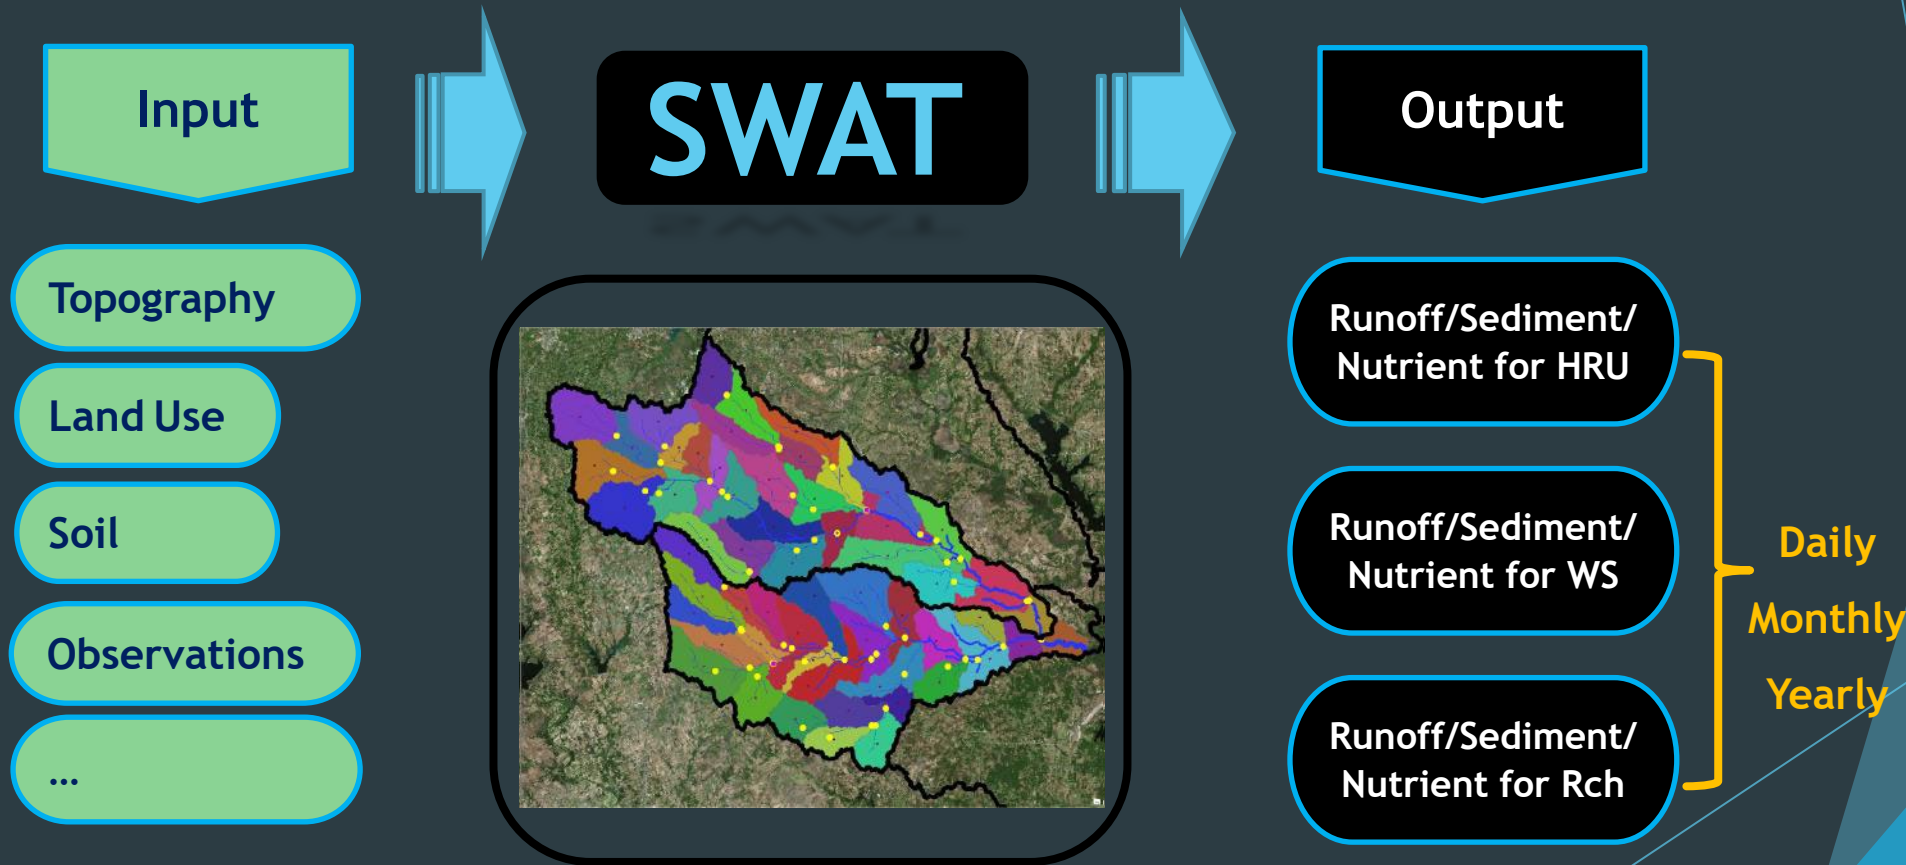 Input
SWAT
Output
Topography
Land Use
Soil
Observations
...
Runoff/Sediment/
Nutrient for HRU
Runoff/Sediment/
Nutrient for WS
Runoff/Sediment/
Nutrient for Rch
Daily
Monthly
Yearly